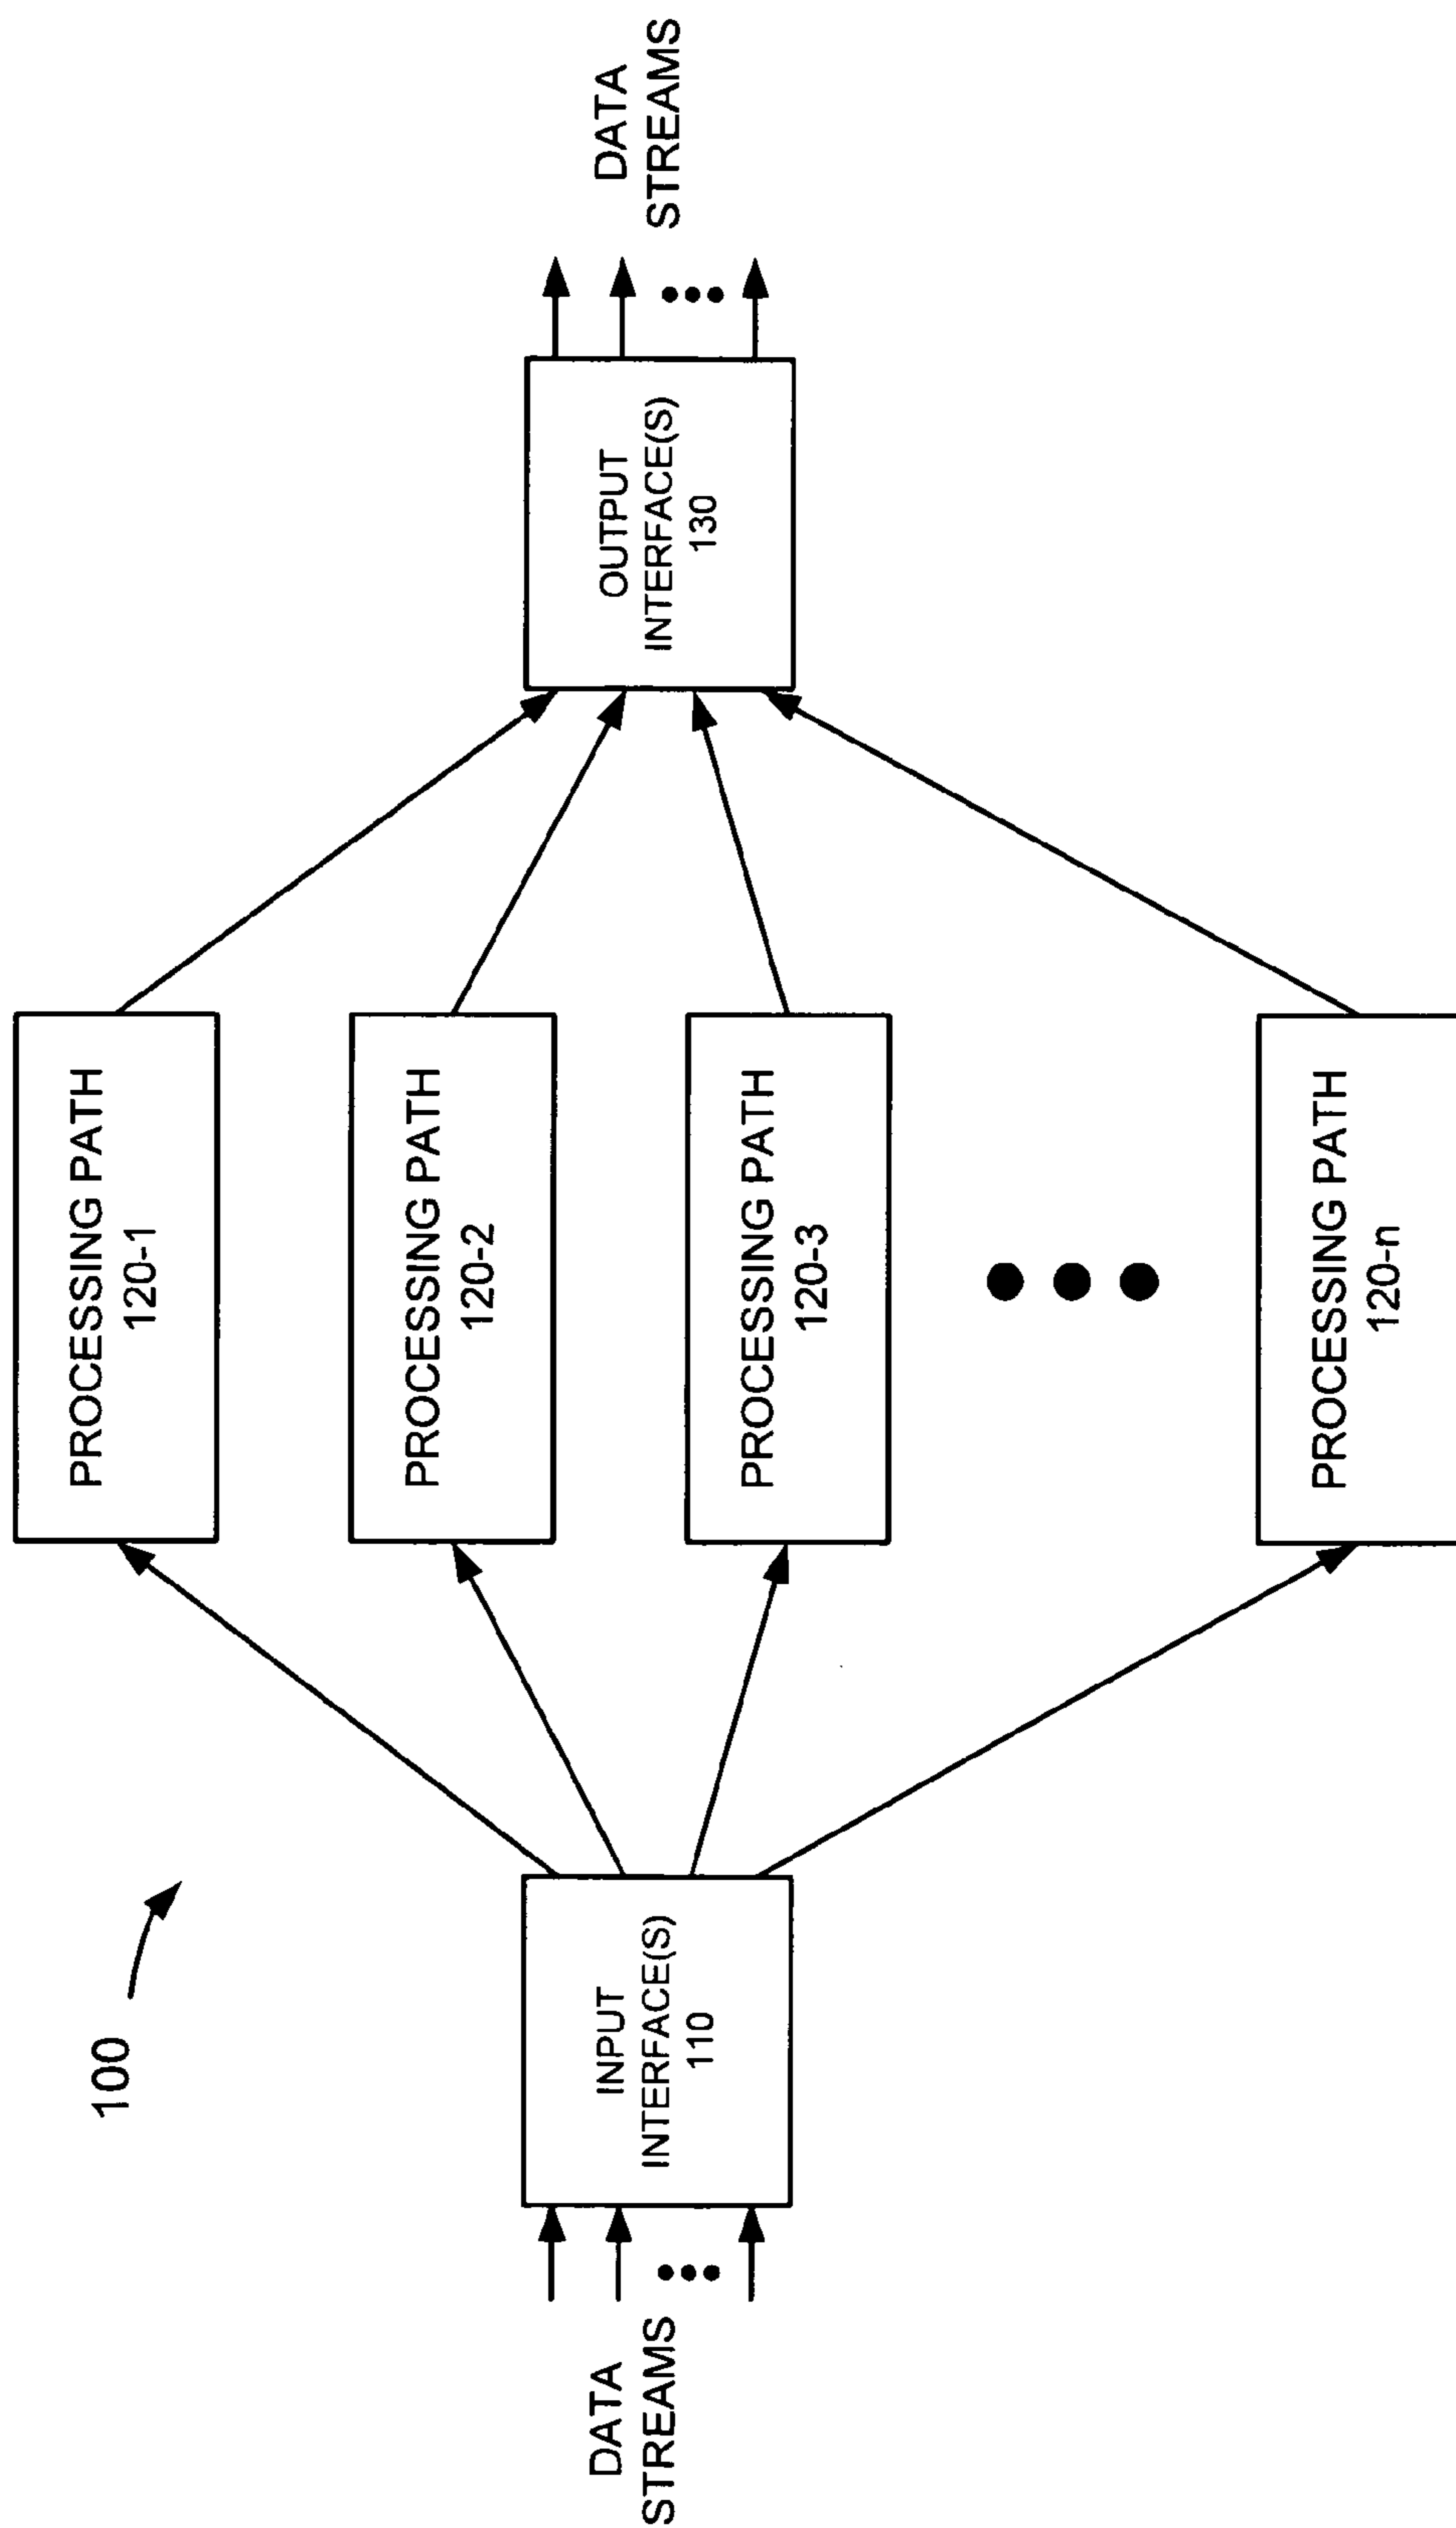 100
DATA
STREAMS
INPUT
INTERFACE(S)
110
PROCESSING PATH
120-1
PROCESSING PATH
120-2
PROCESSING PATH
120-3
PROCESSING PATH
120-n
OUTPUT
INTERFACE(S)
130
DATA
STREAMS